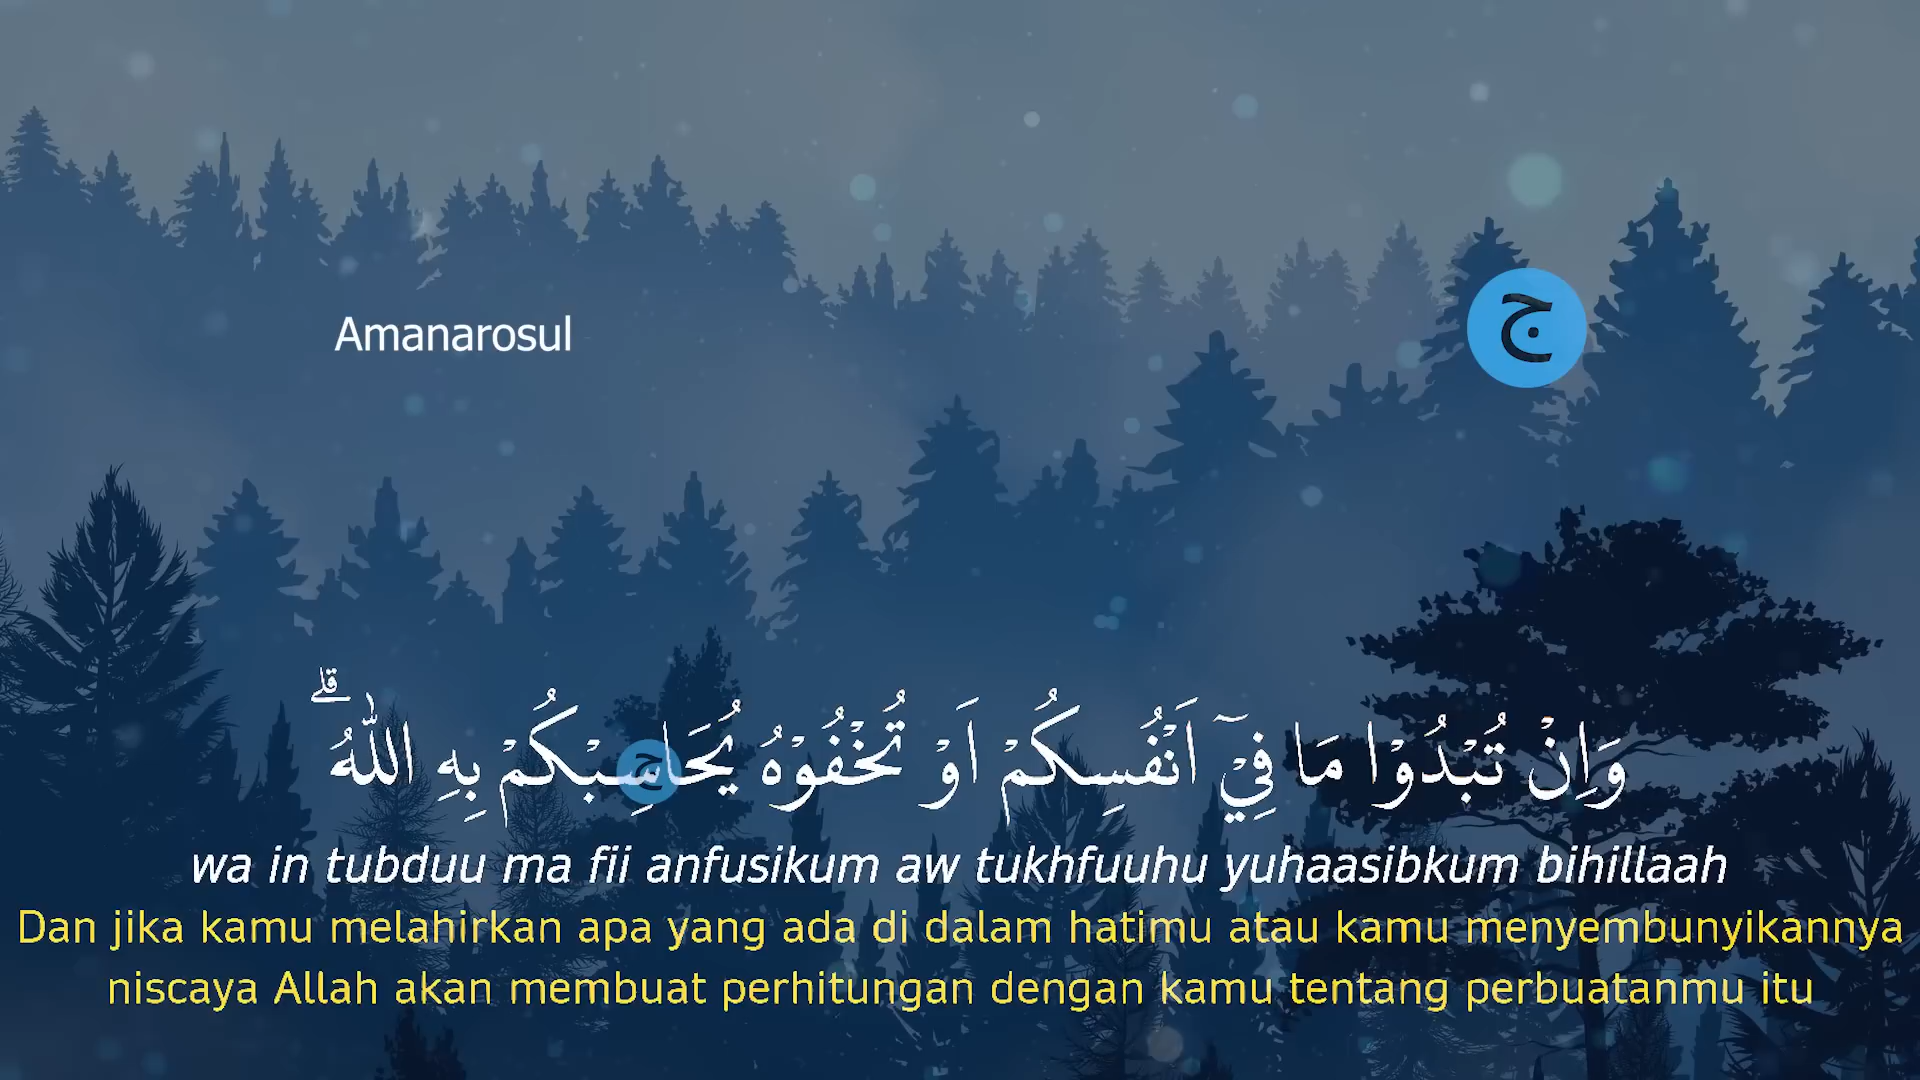 Amanarosul
ج
وَاِنْ تُبْدُوْا مَا فِيْٓ اَنْفُسِكُمْ اَوْ تُخْفُوْهُ يُحَاسِبْكُمْ بِهِ اللّٰهُ ۗ
ج
wa in tubduu ma fii anfusikum aw tukhfuuhu yuhaasibkum bihillaah
Dan jika kamu melahirkan apa yang ada di dalam hatimu atau kamu menyembunyikannya
niscaya Allah akan membuat perhitungan dengan kamu tentang perbuatanmu itu